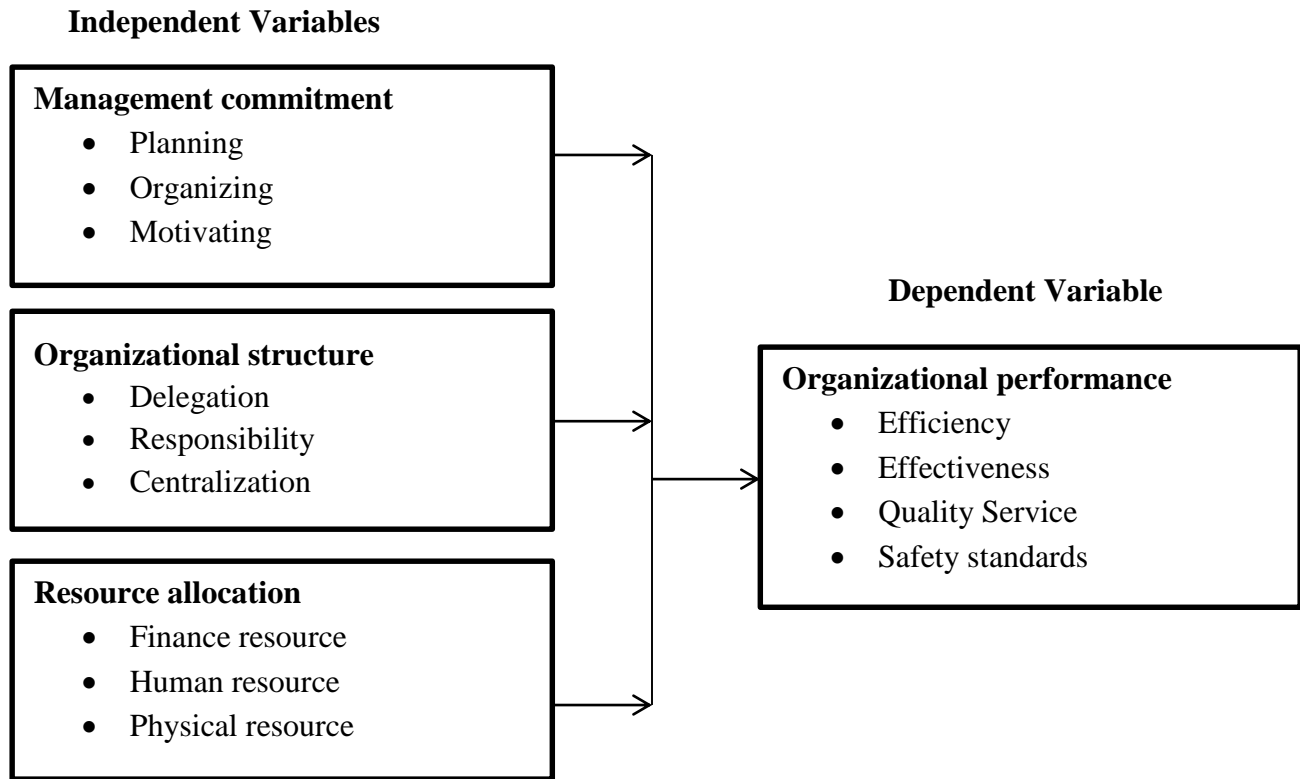 Independent Variables
Management commitment
• Planning
• Organizing
• Motivating
Organizational structure
• Delegation
• Responsibility
• Centralization
Resource allocation
• Finance resource
• Human resource
• Physical resource
Dependent Variable
Organizational performance
• Efficiency
• Effectiveness
• Quality Service
• Safety standards